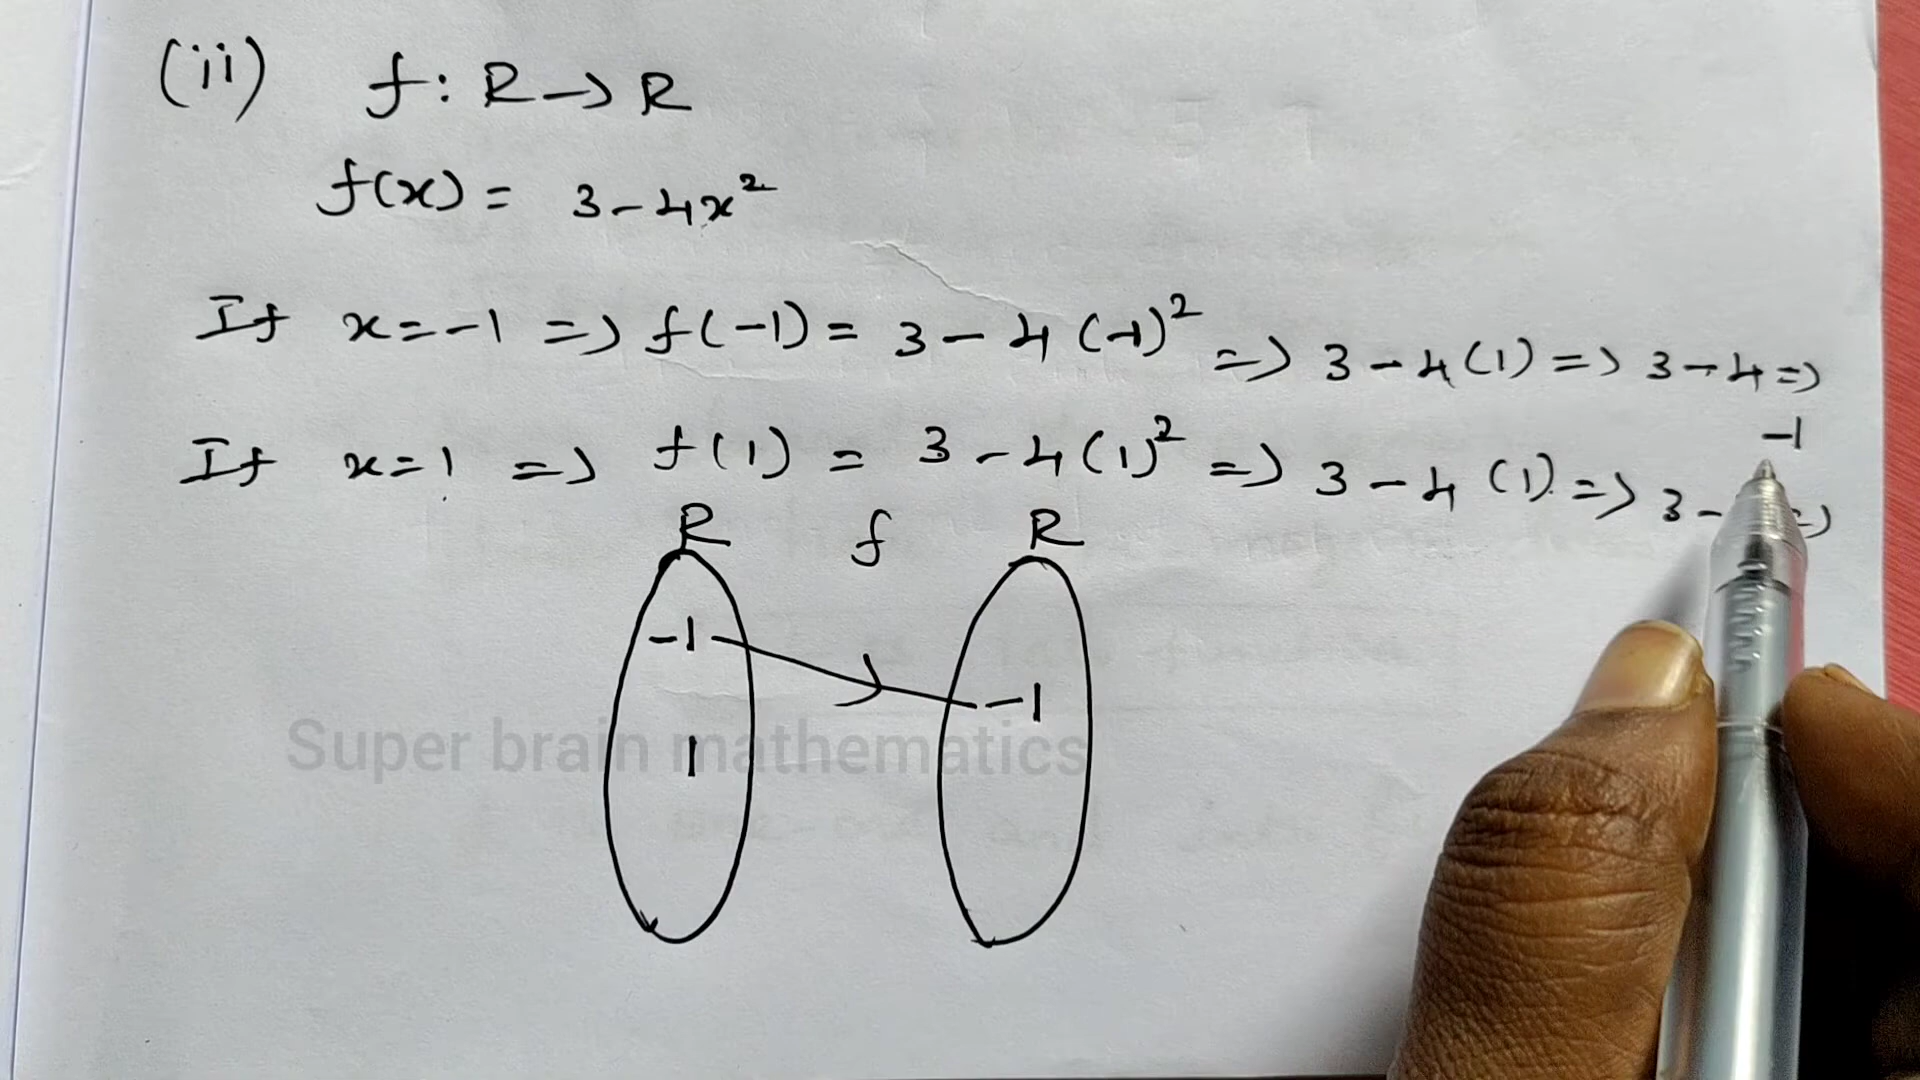 (ii) f: R→R
f(x) = 3-4x²
If x=-1 => f(-1) = 3-4(-1)² => 3-4(1) => 3-4 =>
-1
If x=1 => f(1) = 3-4(1)² => 3-4(1) => 3- =>
R f R
-1
-1
1
Super brain mathematics